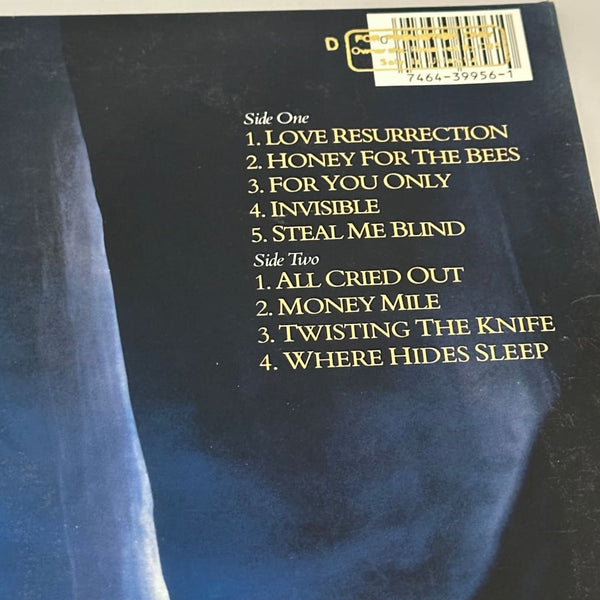 D
7464-39956-1
Side One
1. LOVE RESURRECTION
2. HONEY FOR THE BEES
3. FOR YOU ONLY
4. INVISIBLE
5. STEAL ME BLIND
Side Two
1. ALL CRIED OUT
2. MONEY MILE
3. TWISTING THE KNIFE
4. WHERE HIDES SLEEP